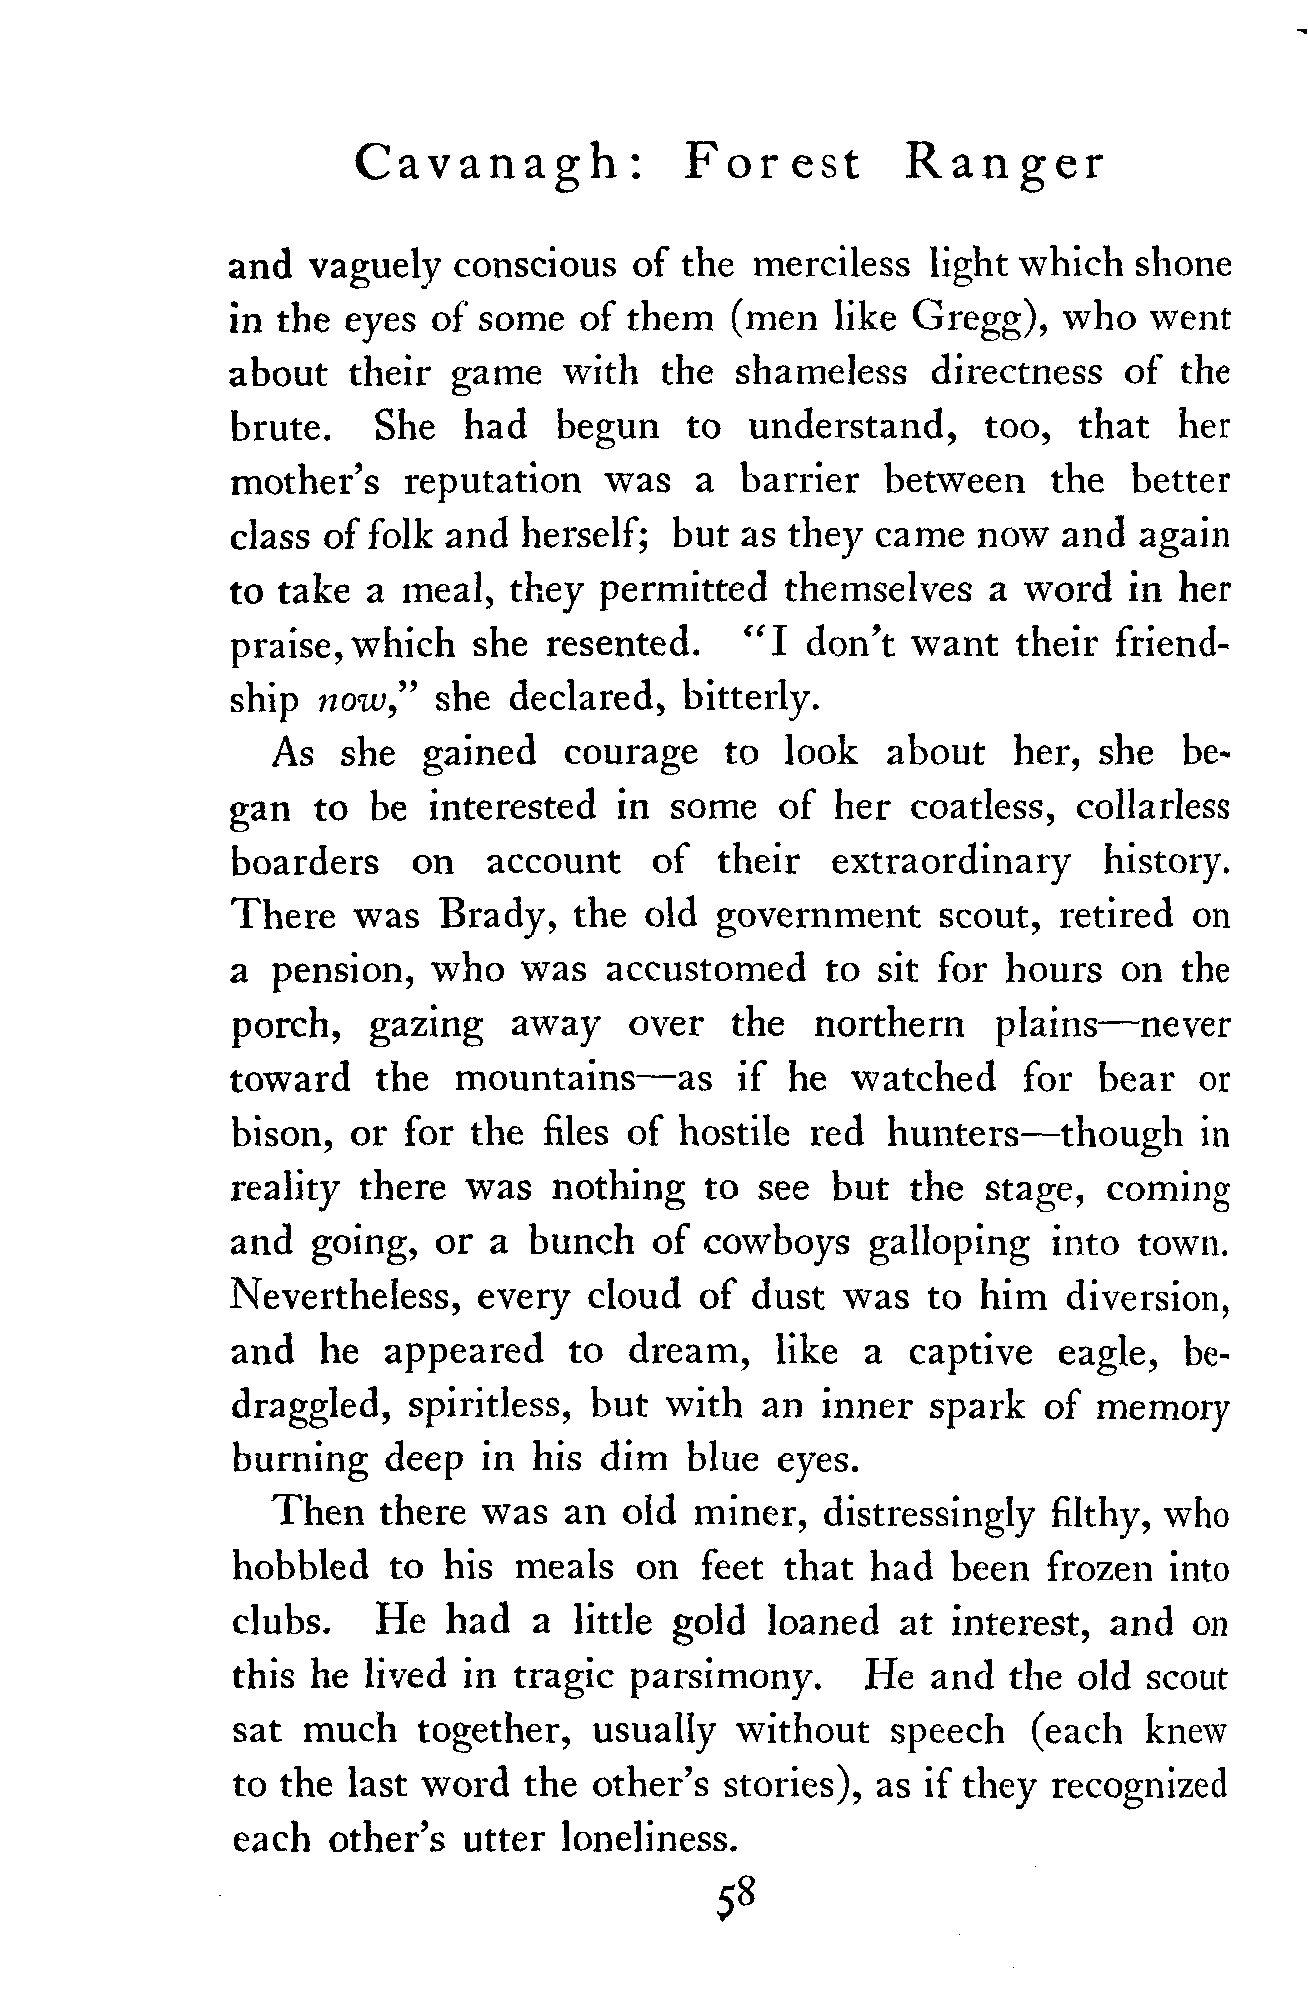 Cavanagh: Forest Ranger
and vaguely conscious of the merciless light which shone
in the eyes of some of them (men like Gregg), who went
about their game with the shameless directness of the
brute. She had begun to understand, too, that her
mother's reputation was a barrier between the better
class of folk and herself; but as they came now and again
to take a meal, they permitted themselves a word in her
praise, which she resented. "I don't want their friend-
ship now," she declared, bitterly.
As she gained courage to look about her, she be-
gan to be interested in some of her coatless, collarless
boarders on account of their extraordinary history.
There was Brady, the old government scout, retired on
a pension, who was accustomed to sit for hours on the
porch, gazing away over the northern plains—never
toward the mountains—as if he watched for bear or
bison, or for the files of hostile red hunters—though in
reality there was nothing to see but the stage, coming
and going, or a bunch of cowboys galloping into town.
Nevertheless, every cloud of dust was to him diversion,
and he appeared to dream, like a captive eagle, be-
draggled, spiritless, but with an inner spark of memory
burning deep in his dim blue eyes.
Then there was an old miner, distressingly filthy, who
hobbled to his meals on feet that had been frozen into
clubs. He had a little gold loaned at interest, and on
this he lived in tragic parsimony. He and the old scout
sat much together, usually without speech (each knew
to the last word the other's stories), as if they recognized
each other's utter loneliness.
58